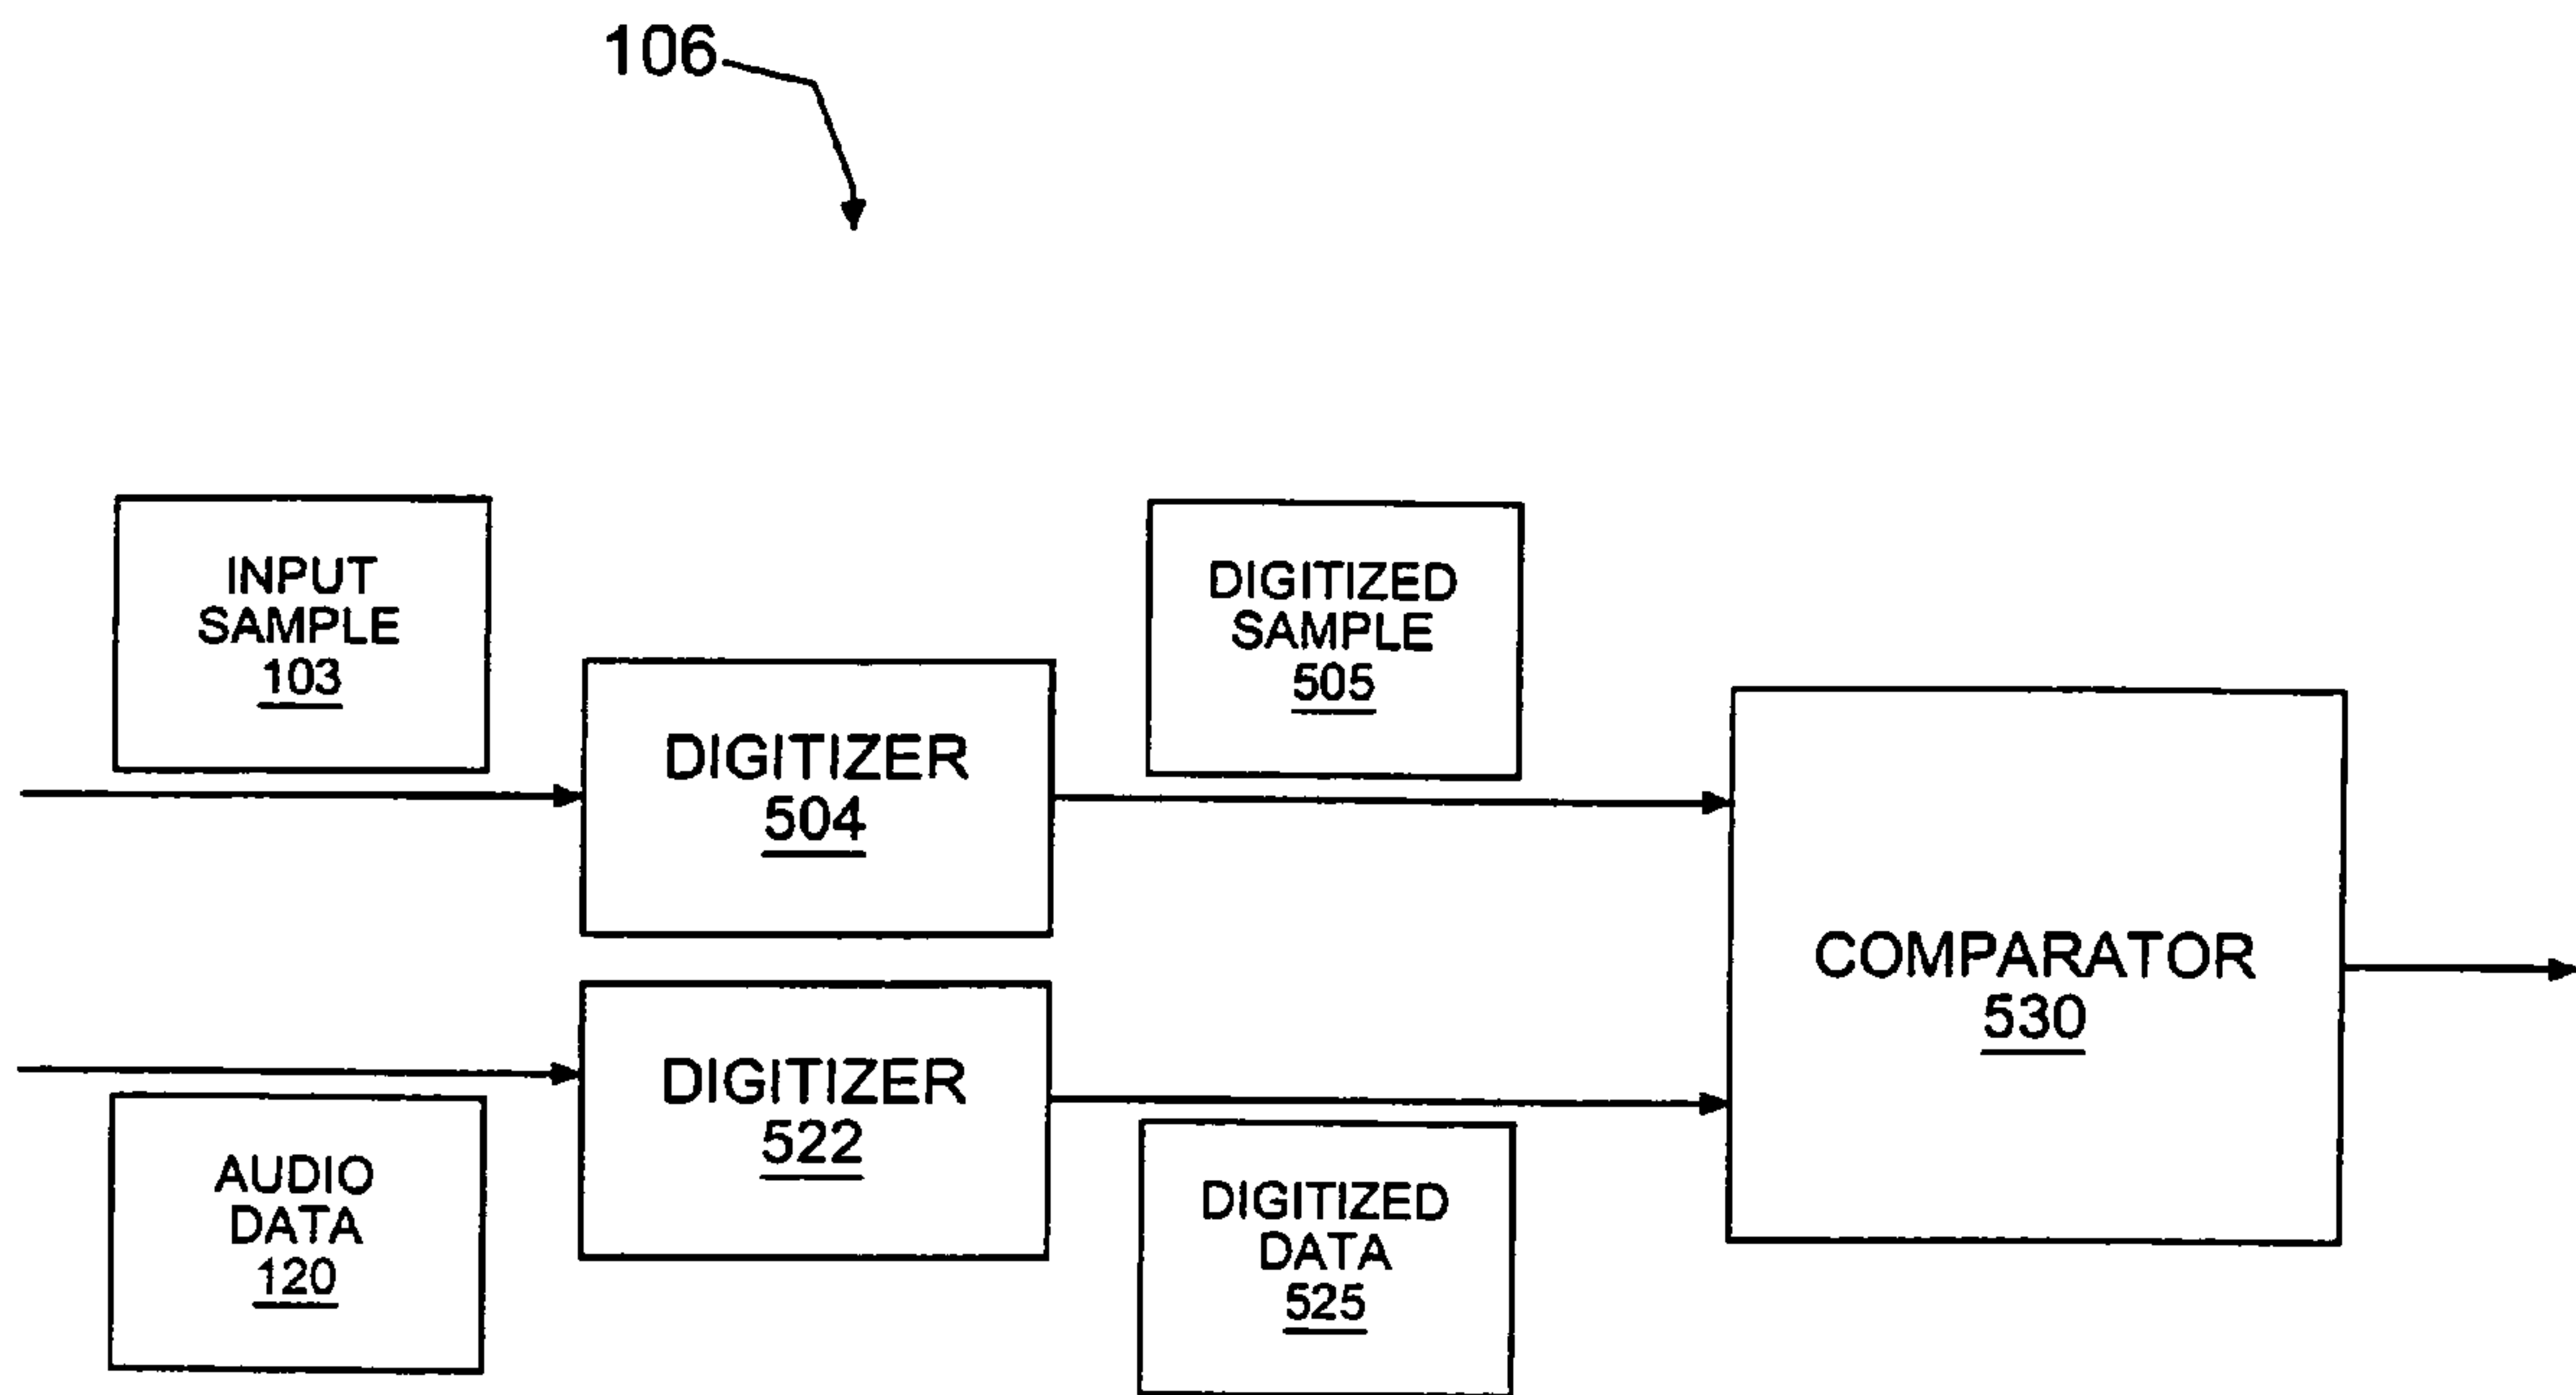 106
INPUT
SAMPLE
103
DIGITIZER
504
DIGITIZED
SAMPLE
505
COMPARATOR
530
AUDIO
DATA
120
DIGITIZER
522
DIGITIZED
DATA
525